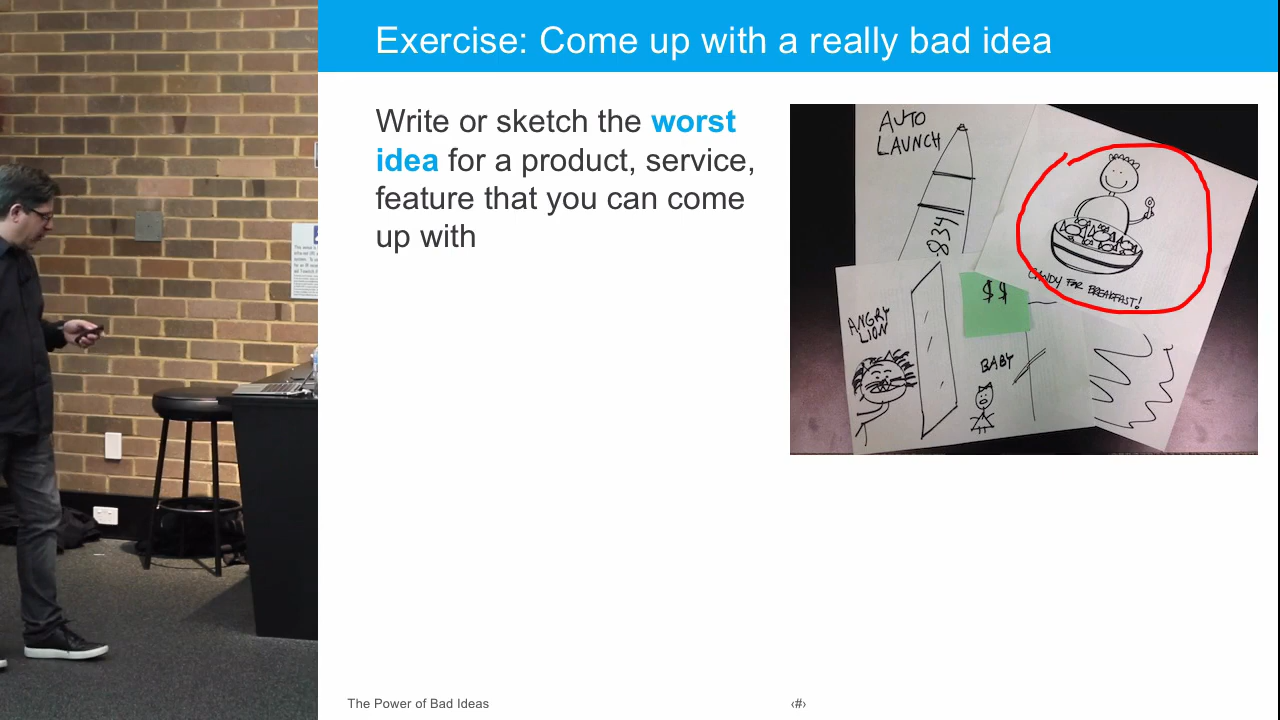 Exercise: Come up with a really bad idea
Write or sketch the worst
idea for a product, service,
feature that you can come
up with
AUTO
LAUNCH
834
CANDY FOR BREAKFAST!
$$
ANGRY
LION
BABY
The Power of Bad Ideas
‹#›